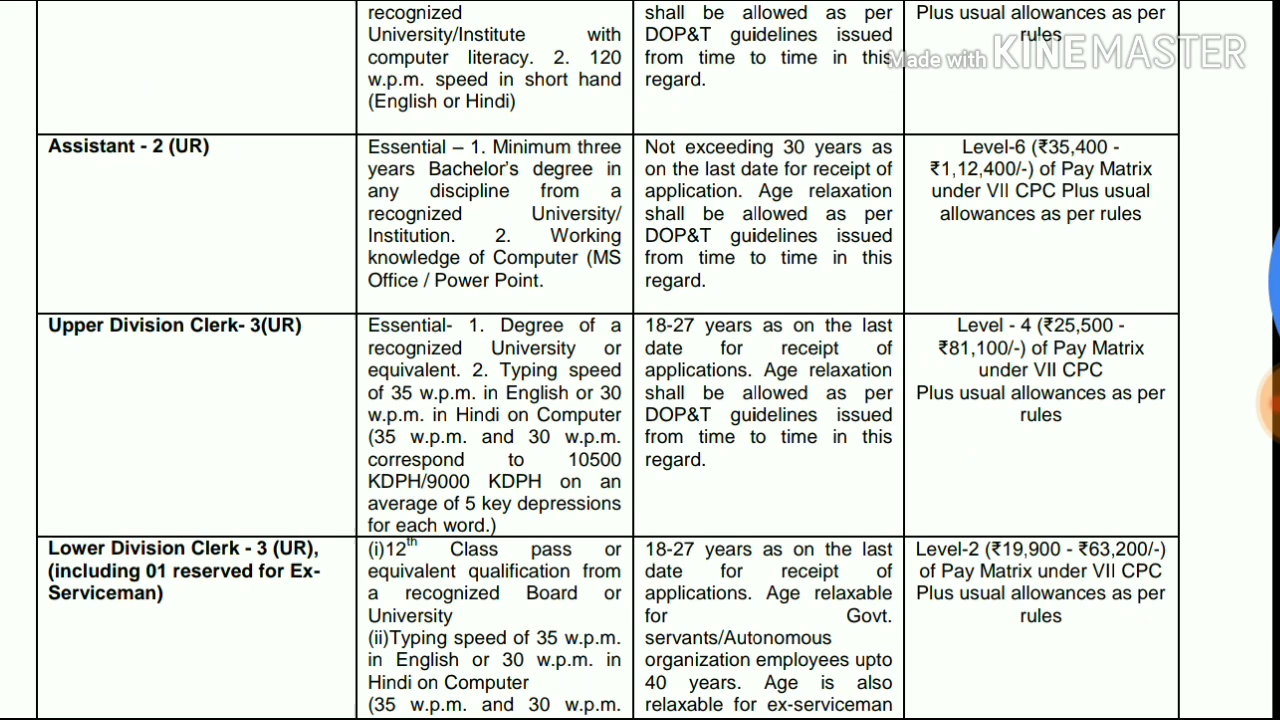 recognized
University/Institute with
computer literacy. 2. 120
w.p.m. speed in short hand
(English or Hindi)
shall be allowed as per
DOP&T guidelines issued
from time to time in this
regard.
Plus usual allowances as per
rules
Made with KINEMASTER
Assistant - 2 (UR)
Essential – 1. Minimum three
years Bachelor's degree in
any discipline from a
recognized University/
Institution. 2. Working
knowledge of Computer (MS
Office / Power Point.
Not exceeding 30 years as
on the last date for receipt of
application. Age relaxation
shall be allowed as per
DOP&T guidelines issued
from time to time in this
regard.
Level-6 (₹35,400 -
₹1,12,400/-) of Pay Matrix
under VII CPC Plus usual
allowances as per rules
Upper Division Clerk- 3(UR)
Essential- 1. Degree of a
recognized University or
equivalent. 2. Typing speed
of 35 w.p.m. in English or 30
w.p.m. in Hindi on Computer
(35 w.p.m. and 30 w.p.m.
correspond to 10500
KDPH/9000 KDPH on an
average of 5 key depressions
for each word.)
18-27 years as on the last
date for receipt of
applications. Age relaxation
shall be allowed as per
DOP&T guidelines issued
from time to time in this
regard.
Level - 4 (₹25,500 -
₹81,100/-) of Pay Matrix
under VII CPC
Plus usual allowances as per
rules
Lower Division Clerk - 3 (UR),
(including 01 reserved for Ex-
Serviceman)
(i)12th Class pass or
equivalent qualification from
a recognized Board or
University
(ii)Typing speed of 35 w.p.m.
in English or 30 w.p.m. in
Hindi on Computer
(35 w.p.m. and 30 w.p.m.
18-27 years as on the last
date for receipt of
applications. Age relaxable
for Govt.
servants/Autonomous
organization employees upto
40 years. Age is also
relaxable for ex-serviceman
Level-2 (₹19,900 - ₹63,200/-)
of Pay Matrix under VII CPC
Plus usual allowances as per
rules